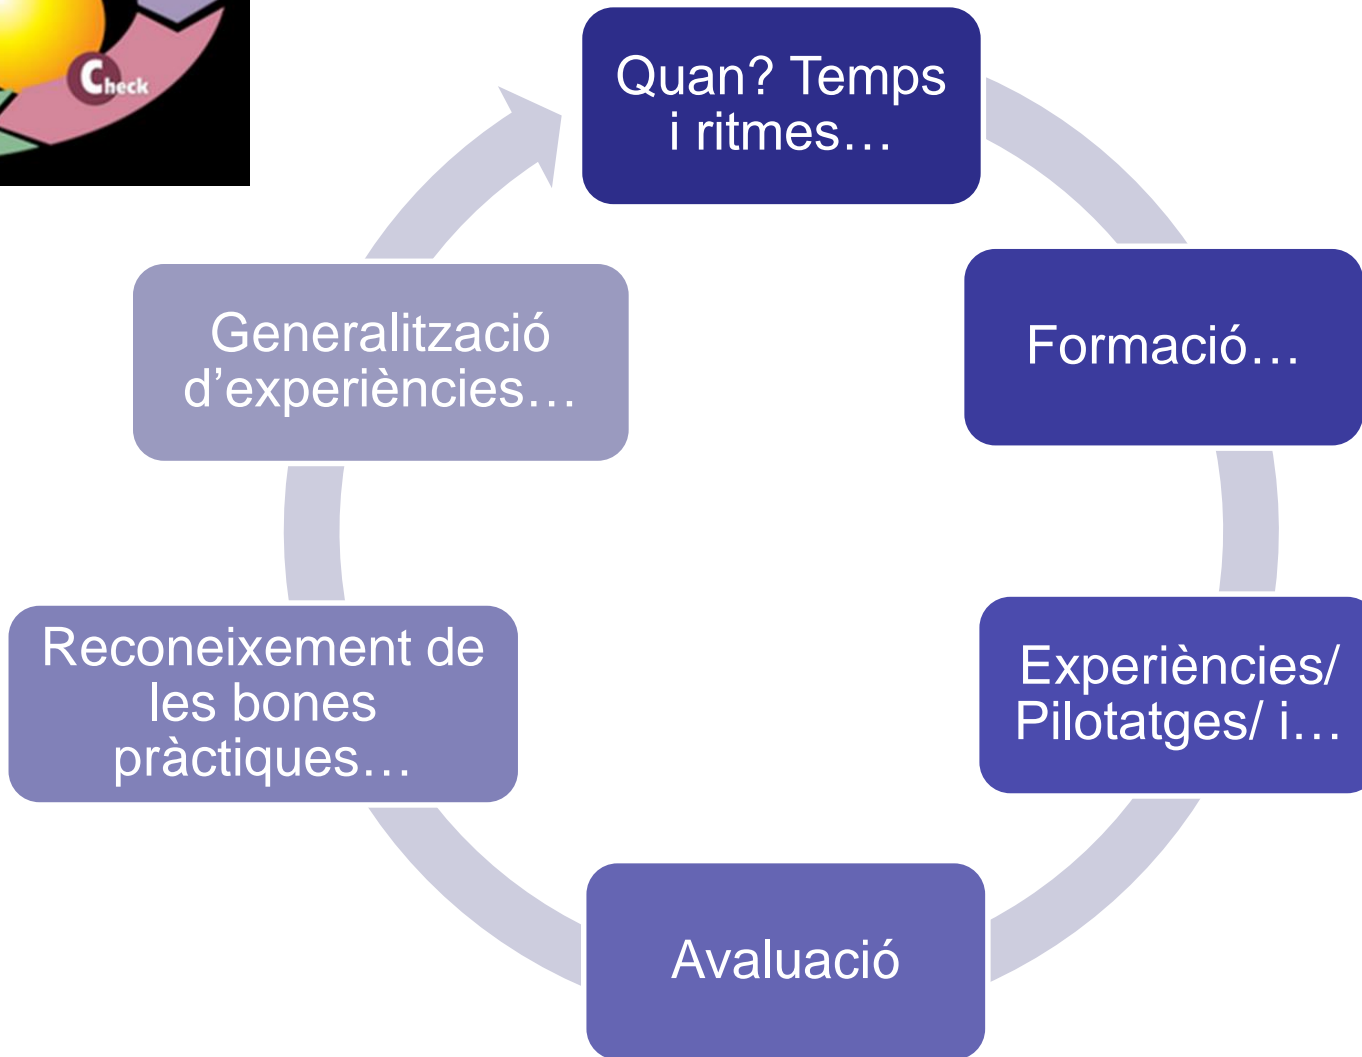 Check
Quan? Temps
i ritmes…
Formació…
Experiències/
Pilotatges/ i…
Avaluació
Reconeixement de
les bones
pràctiques…
Generalització
d’experiències…